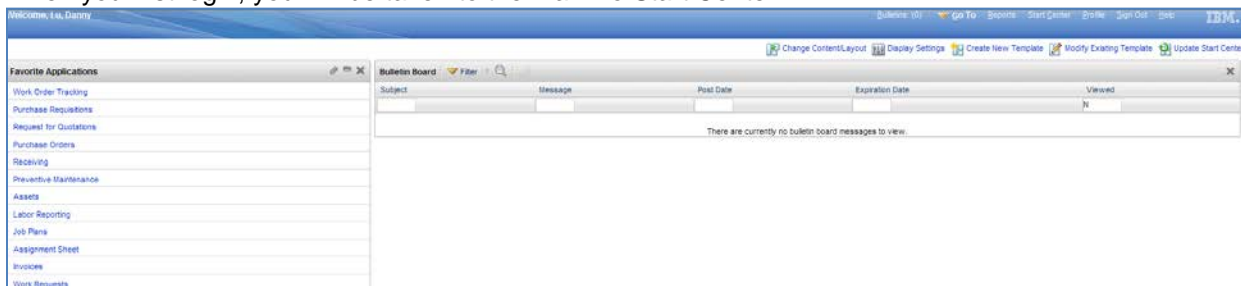 Welcome, Lu, Danny
Bulletins: (0) Go To Reports Start Center Profile Sign Out Help IBM.
Change Content/Layout Display Settings Create New Template Modify Existing Template Update Start Cente
Favorite Applications
Work Order Tracking
Purchase Requisitions
Request for Quotations
Purchase Orders
Receiving
Preventive Maintenance
Assets
Labor Reporting
Job Plans
Assignment Sheet
Invoices
Work Requests
Bulletin Board Filter
Subject Message Post Date Expiration Date Viewed
N
There are currently no bulletin board messages to view.